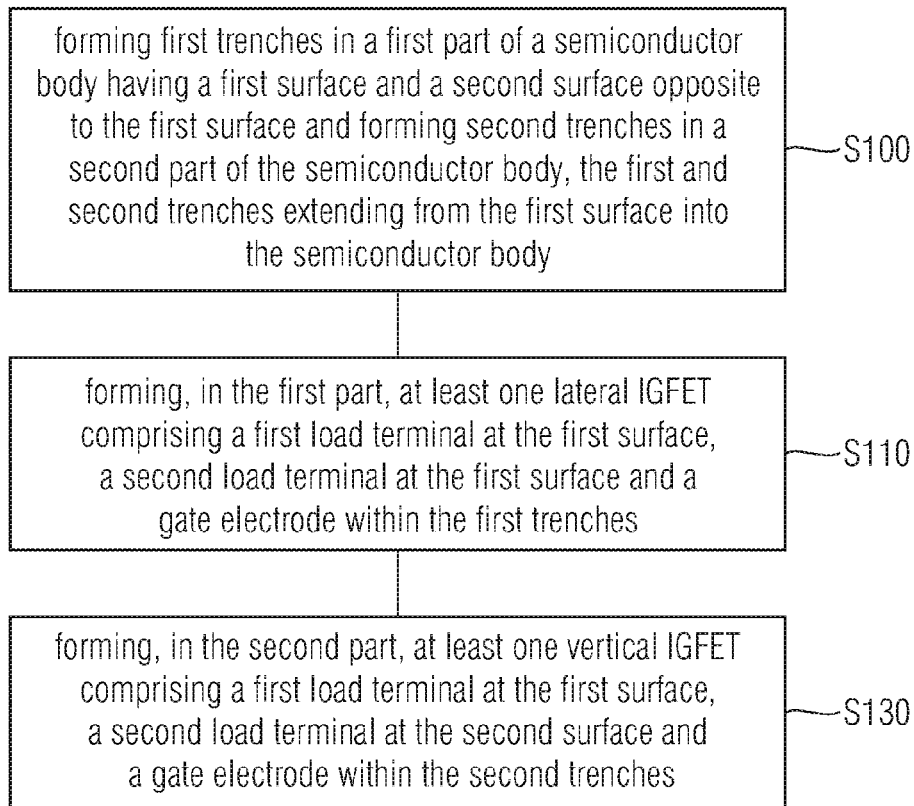 forming first trenches in a first part of a semiconductor
body having a first surface and a second surface opposite
to the first surface and forming second trenches in a
second part of the semiconductor body, the first and
second trenches extending from the first surface into
the semiconductor body
S100
forming, in the first part, at least one lateral IGFET
comprising a first load terminal at the first surface,
a second load terminal at the first surface and a
gate electrode within the first trenches
S110
forming, in the second part, at least one vertical IGFET
comprising a first load terminal at the first surface,
a second load terminal at the second surface and
a gate electrode within the second trenches
S130